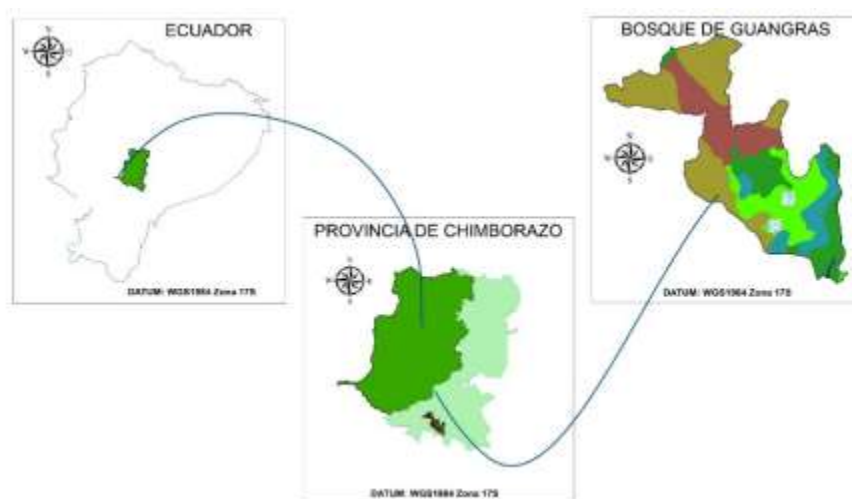 ECUADOR
DATUM: WGS1984 Zona 17S
PROVINCIA DE CHIMBORAZO
DATUM: WGS1984 Zona 17S
BOSQUE DE GUANGRAS
DATUM: WGS1984 Zona 17S